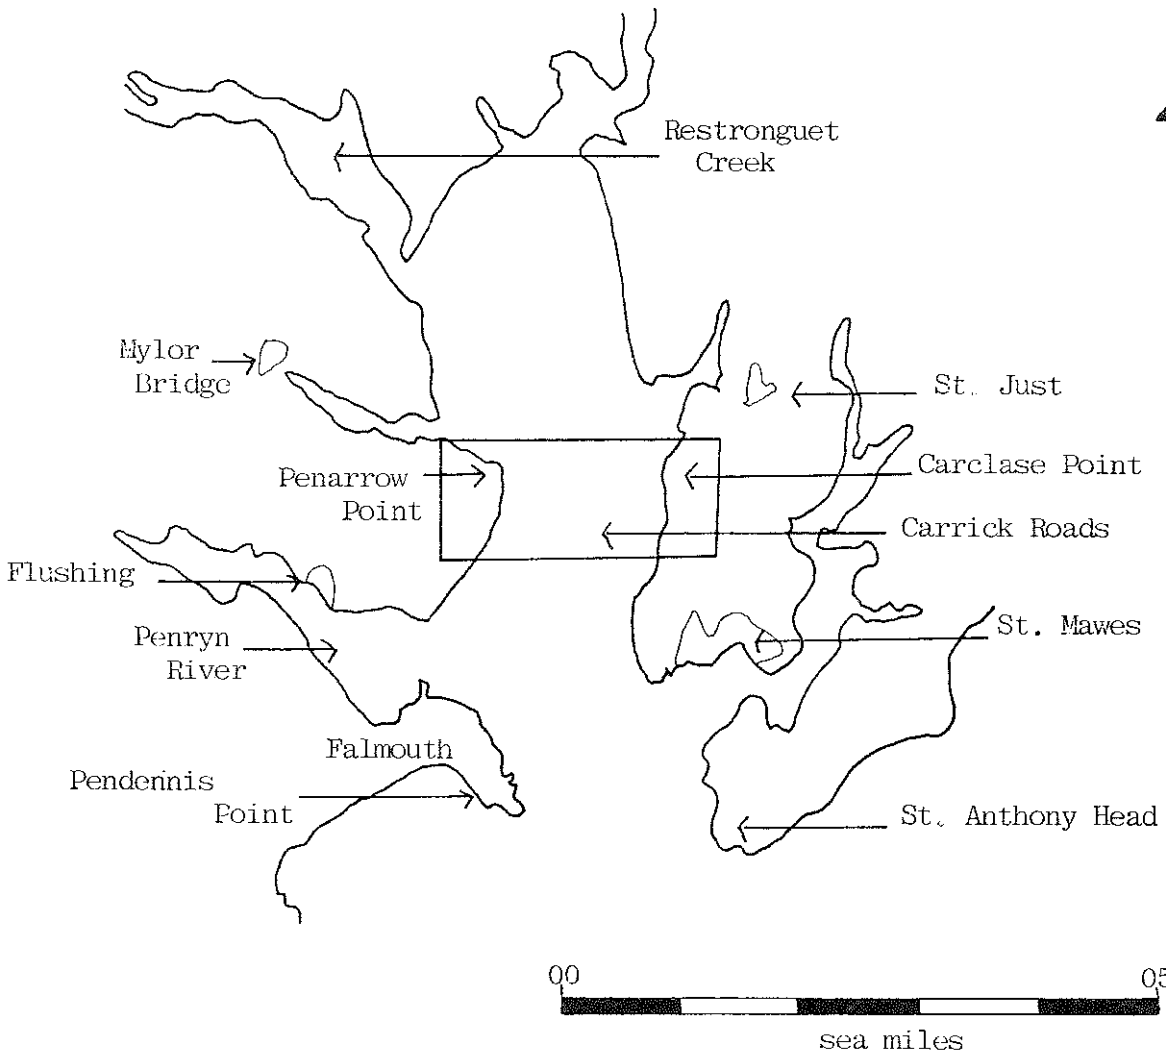 Restronguet
Creek
Mylor
Bridge
St. Just
Penarrow
Point
Carclase Point
Carrick Roads
Flushing
Penryn
River
St. Mawes
Falmouth
Pendennis
Point
St. Anthony Head
00
05
sea miles